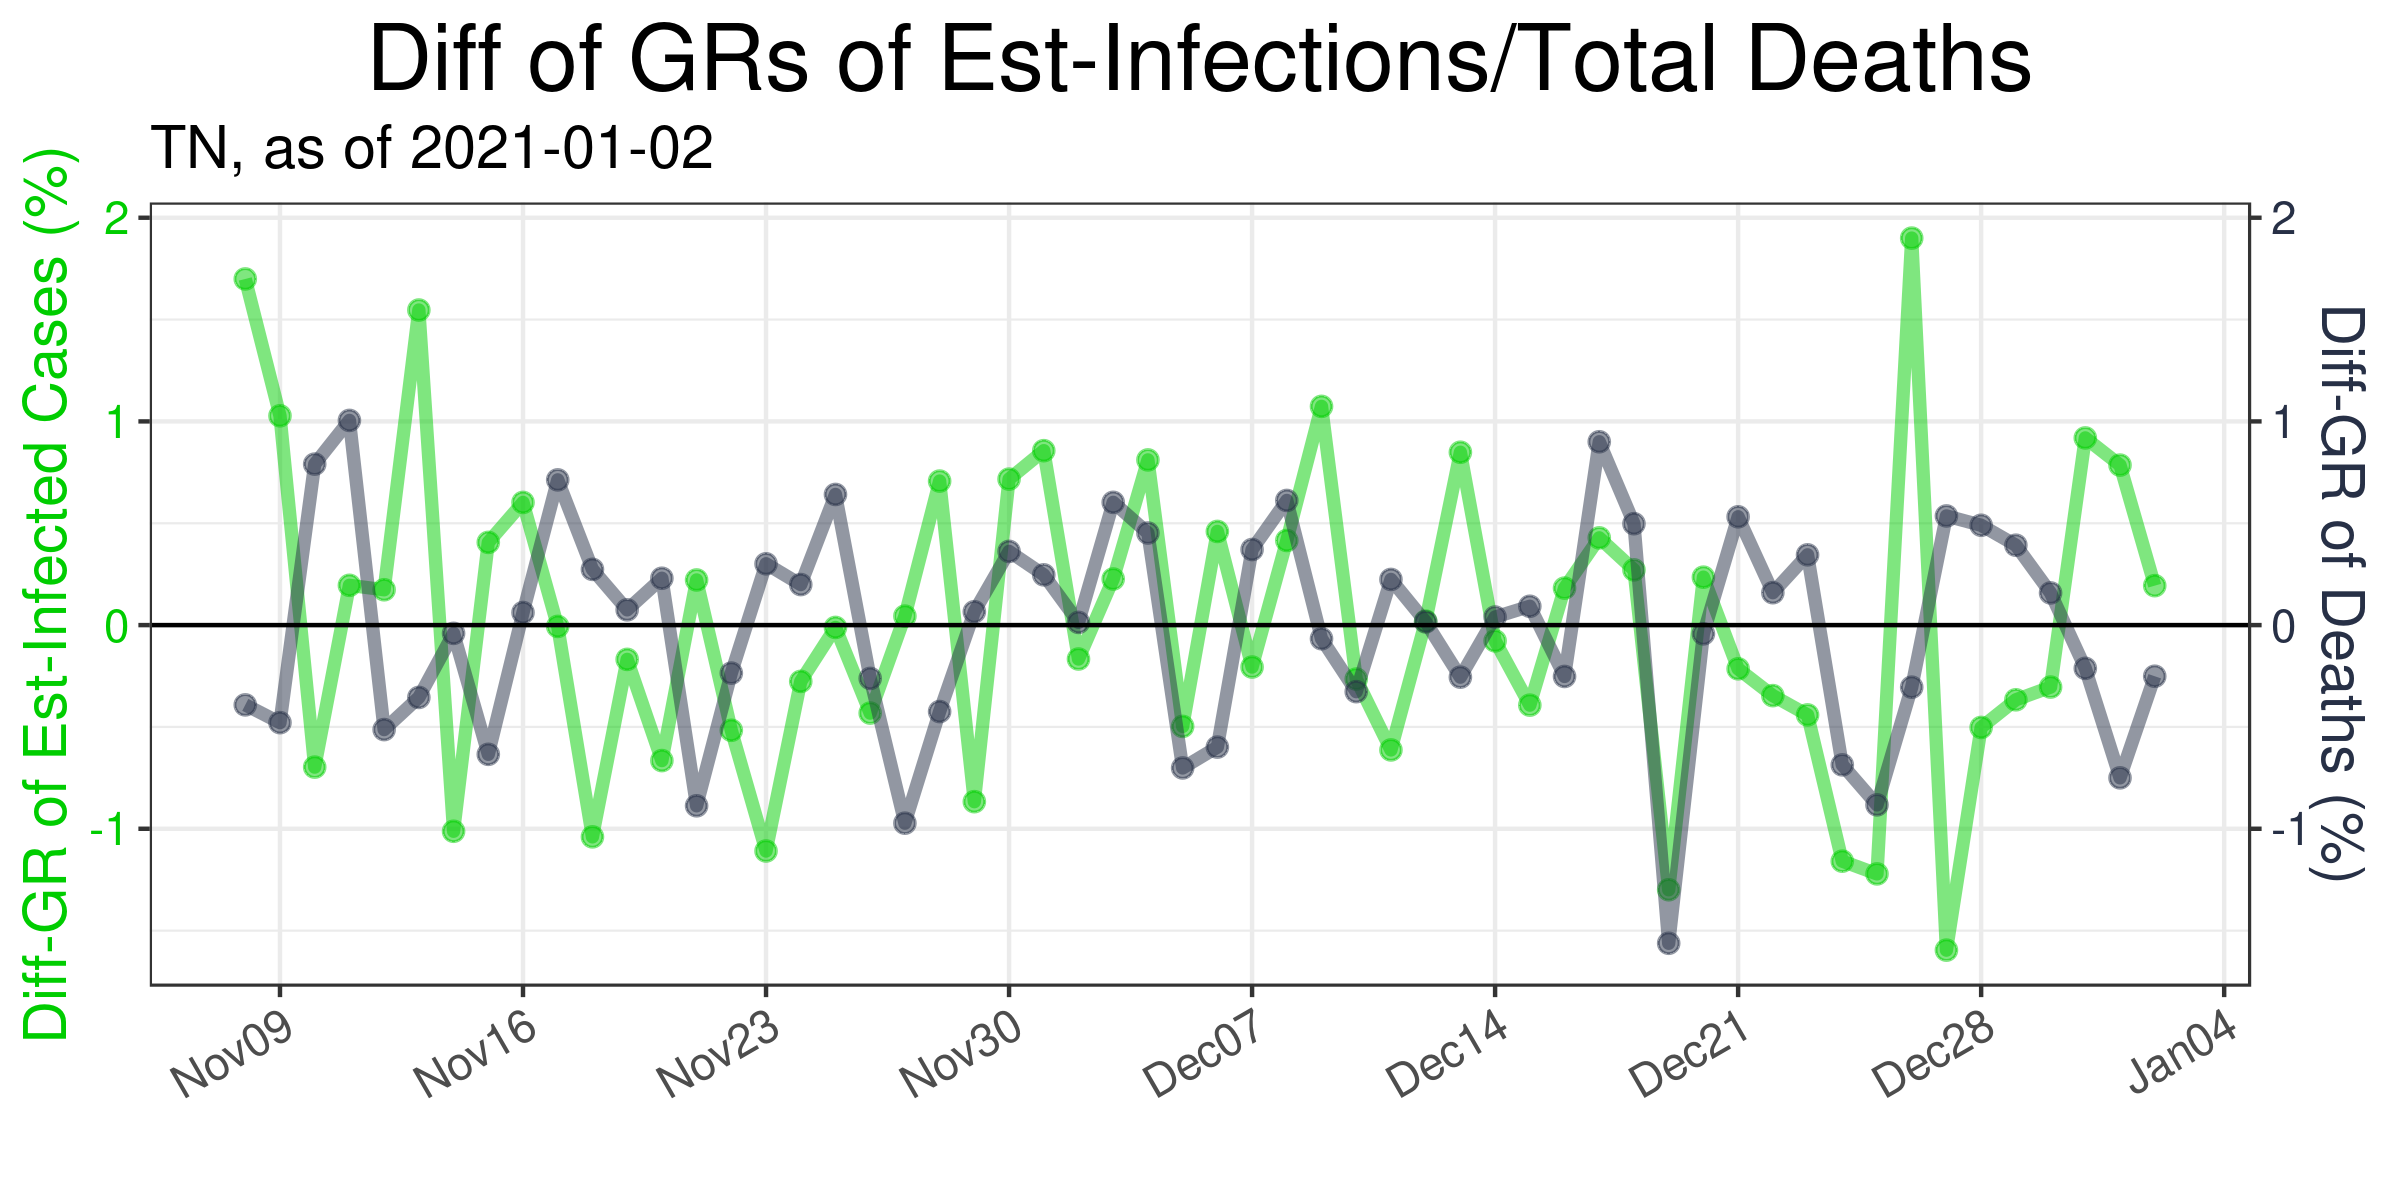 Diff of GRs of Est-Infections/Total Deaths
TN, as of 2021-01-02
Diff-GR of Est-Infected Cases (%)
2
1
0
-1
2
1
0
-1
Diff-GR of Deaths (%)
Nov09
Nov16
Nov23
Nov30
Dec07
Dec14
Dec21
Dec28
Jan04